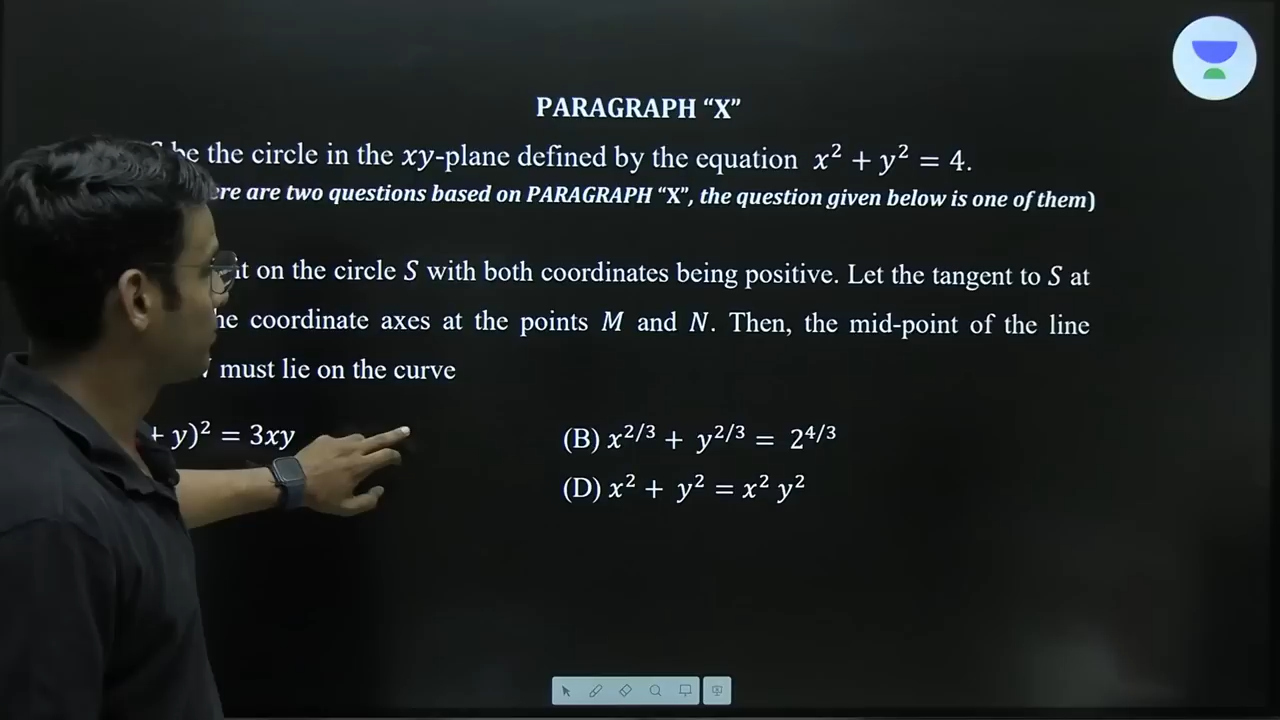 PARAGRAPH “X”
be the circle in the xy-plane defined by the equation x² + y² = 4.
are two questions based on PARAGRAPH “X”, the question given below is one of them)
on the circle S with both coordinates being positive. Let the tangent to S at
coordinate axes at the points M and N. Then, the mid-point of the line
must lie on the curve
+ y)² = 3xy
(B) x^{2/3} + y^{2/3} = 2^{4/3}
(D) x² + y² = x² y²